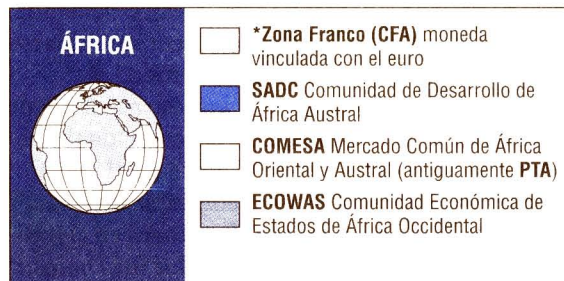 ÁFRICA
*Zona Franco (CFA) moneda
vinculada con el euro
SADC Comunidad de Desarrollo de
África Austral
COMESA Mercado Común de África
Oriental y Austral (antiguamente PTA)
ECOWAS Comunidad Económica de
Estados de África Occidental